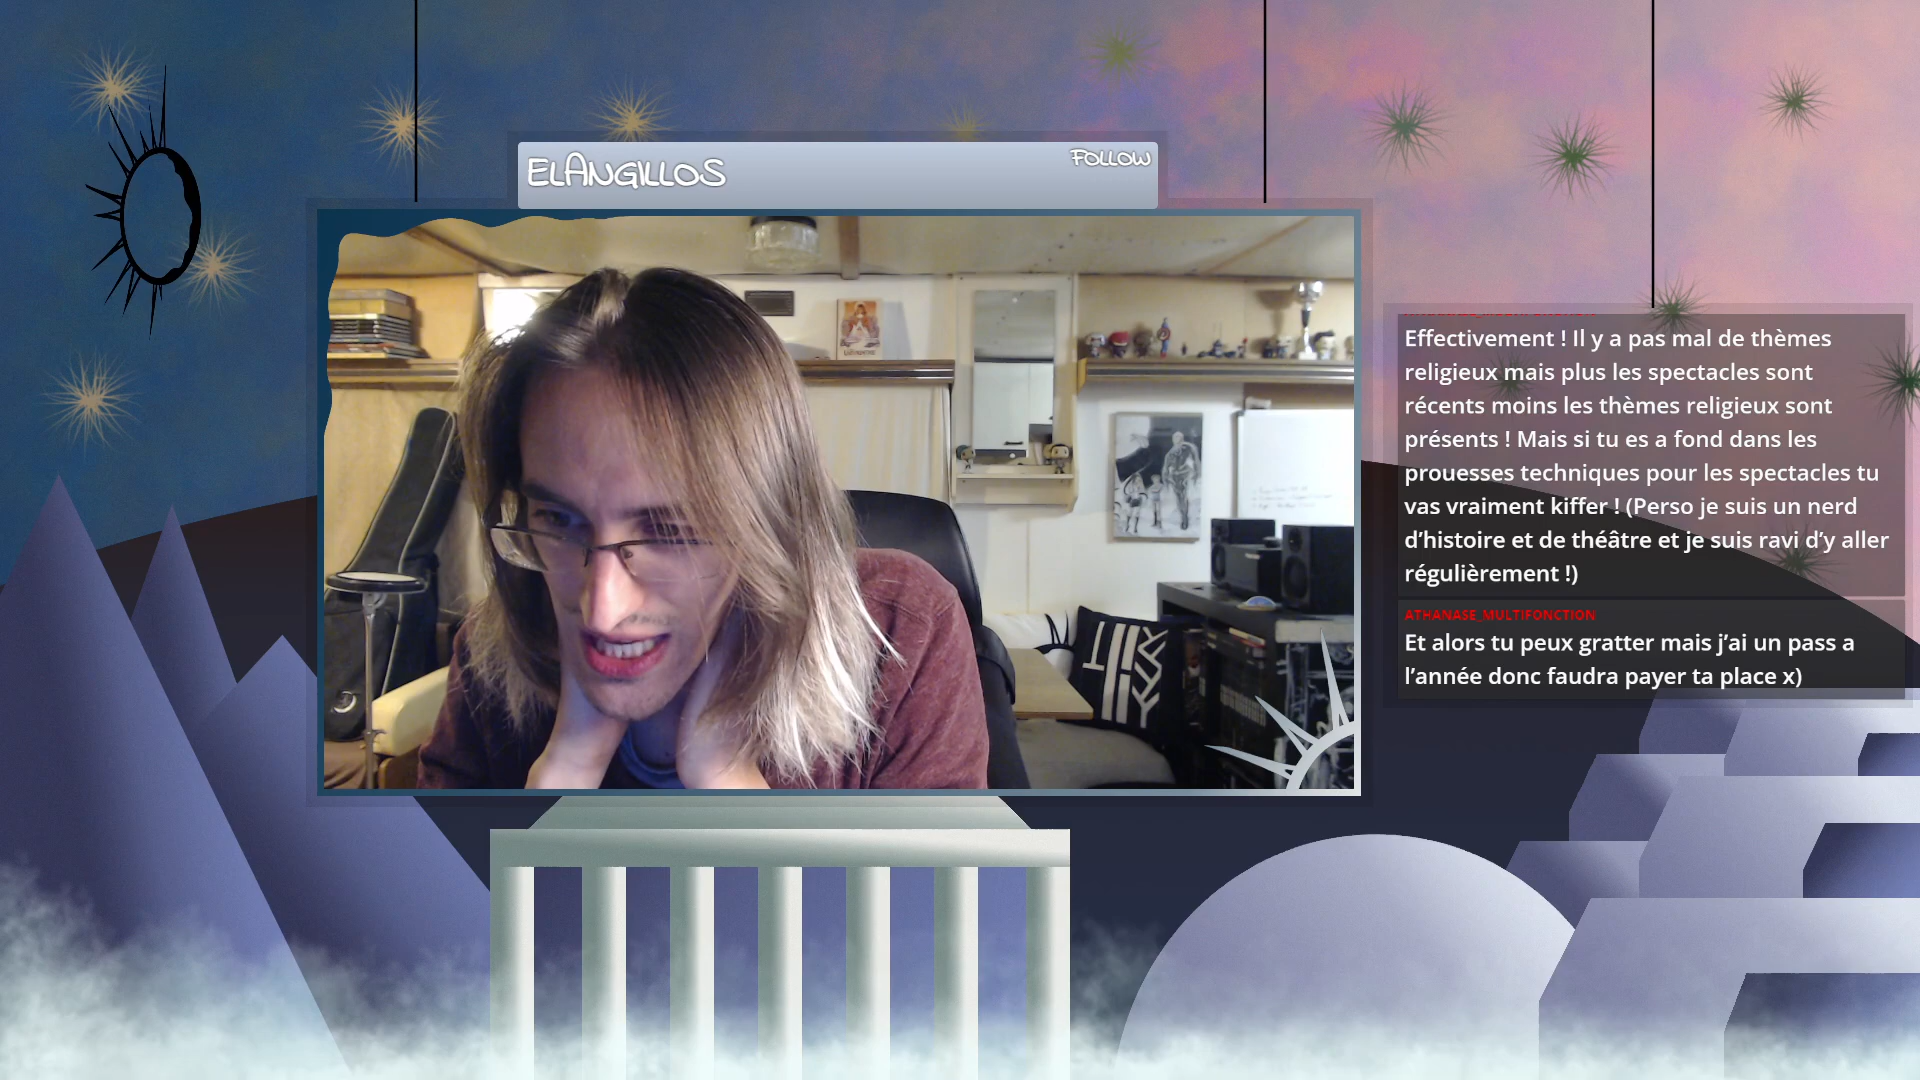 ELANGILLOS
FOLLOW
Effectivement ! Il y a pas mal de thèmes
religieux mais plus les spectacles sont
récents moins les thèmes religieux sont
présents ! Mais si tu es a fond dans les
prouesses techniques pour les spectacles tu
vas vraiment kiffer ! (Perso je suis un nerd
d’histoire et de théâtre et je suis ravi d’y aller
régulièrement !)
ATHANASE_MULTIFONCTION
Et alors tu peux gratter mais j’ai un pass a
l’année donc faudra payer ta place x)